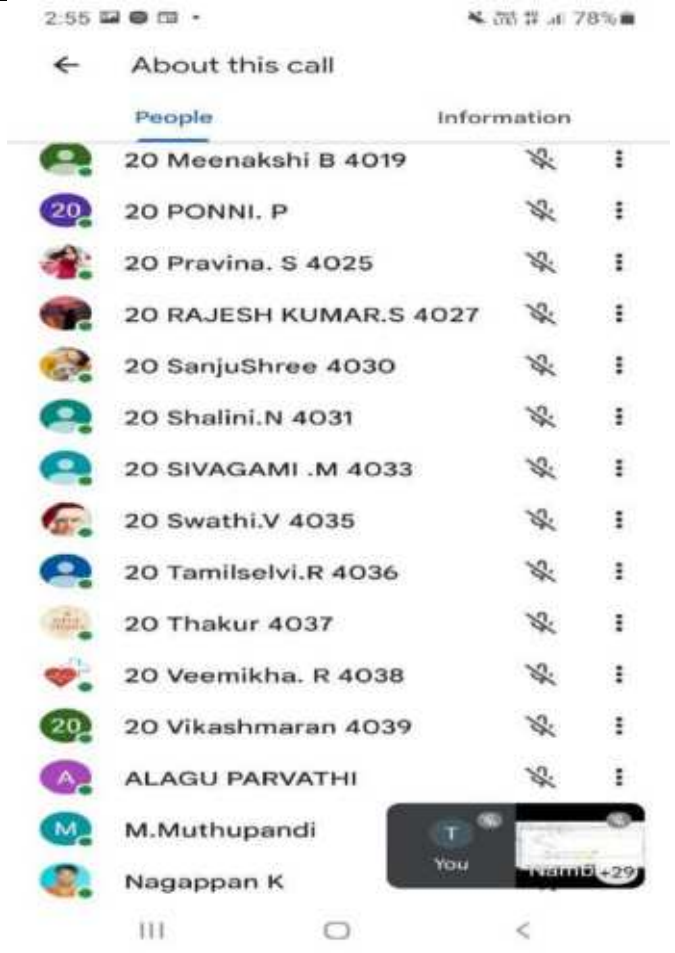 2:55 78%
About this call
People Information
20 Meenakshi B 4019
20 20 PONNI. P
20 Pravina. S 4025
20 RAJESH KUMAR.S 4027
20 SanjuShree 4030
20 Shalini.N 4031
20 SIVAGAMI .M 4033
20 Swathi.V 4035
20 Tamilselvi.R 4036
20 Thakur 4037
20 Veemikha. R 4038
20 20 Vikashmaran 4039
A ALAGU PARVATHI
M M.Muthupandi
T
You
+29
Nagappan K